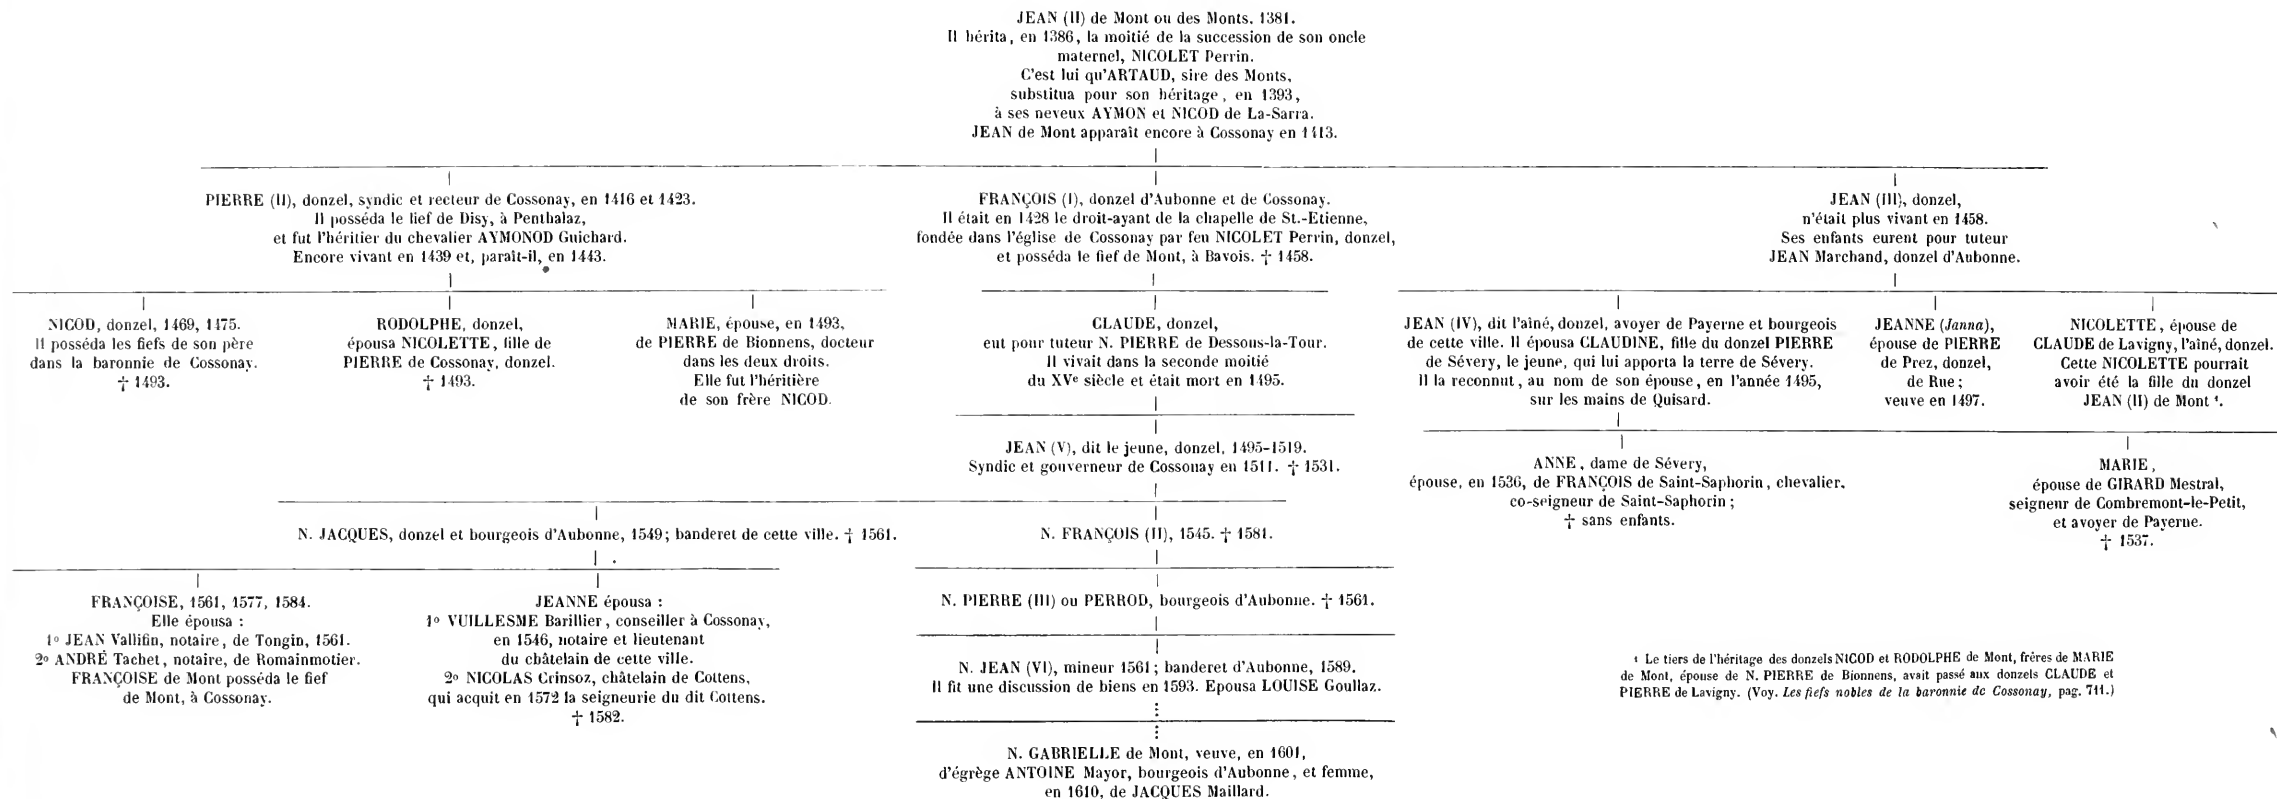 JEAN (II) de Mont ou des Monts, 1381.
Il hérita, en 1386, la moitié de la succession de son oncle
maternel, NICOLET Perrin.
C'est lui qu'ARTAUD, sire des Monts,
substitua pour son héritage, en 1393,
à ses neveux AYMON et NICOD de La-Sarra.
JEAN de Mont apparaît encore à Cossonay en 1413.
PIERRE (II), donzel, syndic et recteur de Cossonay, en 1416 et 1423.
Il posséda le fief de Disy, à Penthalaz,
et fut l'héritier du chevalier AYMONOD Guichard.
Encore vivant en 1439 et, paraît-il, en 1443.
FRANÇOIS (I), donzel d'Aubonne et de Cossonay.
Il était en 1428 le droit-ayant de la chapelle de St.-Etienne,
fondée dans l'église de Cossonay par feu NICOLET Perrin, donzel,
et posséda le fief de Mont, à Bavois. † 1458.
JEAN (III), donzel,
n'était plus vivant en 1458.
Ses enfants eurent pour tuteur
JEAN Marchand, donzel d'Aubonne.
NICOD, donzel, 1469, 1475.
Il posséda les fiefs de son père
dans la baronnie de Cossonay.
† 1493.
RODOLPHE, donzel,
épousa NICOLETTE, fille de
PIERRE de Cossonay, donzel.
† 1493.
MARIE, épouse, en 1493,
de PIERRE de Bionnens, docteur
dans les deux droits.
Elle fut l'héritière
de son frère NICOD.
CLAUDE, donzel,
eut pour tuteur N. PIERRE de Dessous-la-Tour.
Il vivait dans la seconde moitié
du XVe siècle et était mort en 1495.
JEAN (IV), dit l'aîné, donzel, avoyer de Payerne et bourgeois
de cette ville. Il épousa CLAUDINE, fille du donzel PIERRE
de Sévery, le jeune, qui lui apporta la terre de Sévery.
Il la reconnut, au nom de son épouse, en l'année 1495,
sur les mains de Quisard.
JEANNE (Janna),
épouse de PIERRE
de Prez, donzel,
de Rue;
veuve en 1497.
NICOLETTE, épouse de
CLAUDE de Lavigny, l'aîné, donzel.
Cette NICOLETTE pourrait
avoir été la fille du donzel
JEAN (II) de Mont ¹.
JEAN (V), dit le jeune, donzel, 1495-1519.
Syndic et gouverneur de Cossonay en 1511. † 1531.
ANNE, dame de Sévery,
épouse, en 1536, de FRANÇOIS de Saint-Saphorin, chevalier,
co-seigneur de Saint-Saphorin;
† sans enfants.
MARIE,
épouse de GIRARD Mestral,
seigneur de Combremont-le-Petit,
et avoyer de Payerne.
† 1537.
N. JACQUES, donzel et bourgeois d'Aubonne, 1549; banderet de cette ville. † 1561.
N. FRANÇOIS (II), 1545. † 1581.
FRANÇOISE, 1561, 1577, 1584.
Elle épousa :
1º JEAN Vallifin, notaire, de Tongin, 1561.
2º ANDRÉ Tachet, notaire, de Romainmotier.
FRANÇOISE de Mont posséda le fief
de Mont, à Cossonay.
JEANNE épousa :
1º VUILLESME Barillier, conseiller à Cossonay,
en 1546, notaire et lieutenant
du châtelain de cette ville.
2º NICOLAS Crinsoz, châtelain de Cottens,
qui acquit en 1572 la seigneurie du dit Cottens.
† 1582.
N. PIERRE (III) ou PERROD, bourgeois d'Aubonne. † 1561.
N. JEAN (VI), mineur 1561; banderet d'Aubonne, 1589.
Il fit une discussion de biens en 1593. Epousa LOUISE Goullaz.
N. GABRIELLE de Mont, veuve, en 1601,
d'égrège ANTOINE Mayor, bourgeois d'Aubonne, et femme,
en 1610, de JACQUES Maillard.
¹ Le tiers de l'héritage des donzels NICOD et RODOLPHE de Mont, frères de MARIE
de Mont, épouse de N. PIERRE de Bionnens, avait passé aux donzels CLAUDE et
PIERRE de Lavigny. (Voy. Les fiefs nobles de la baronnie de Cossonay, pag. 711.)